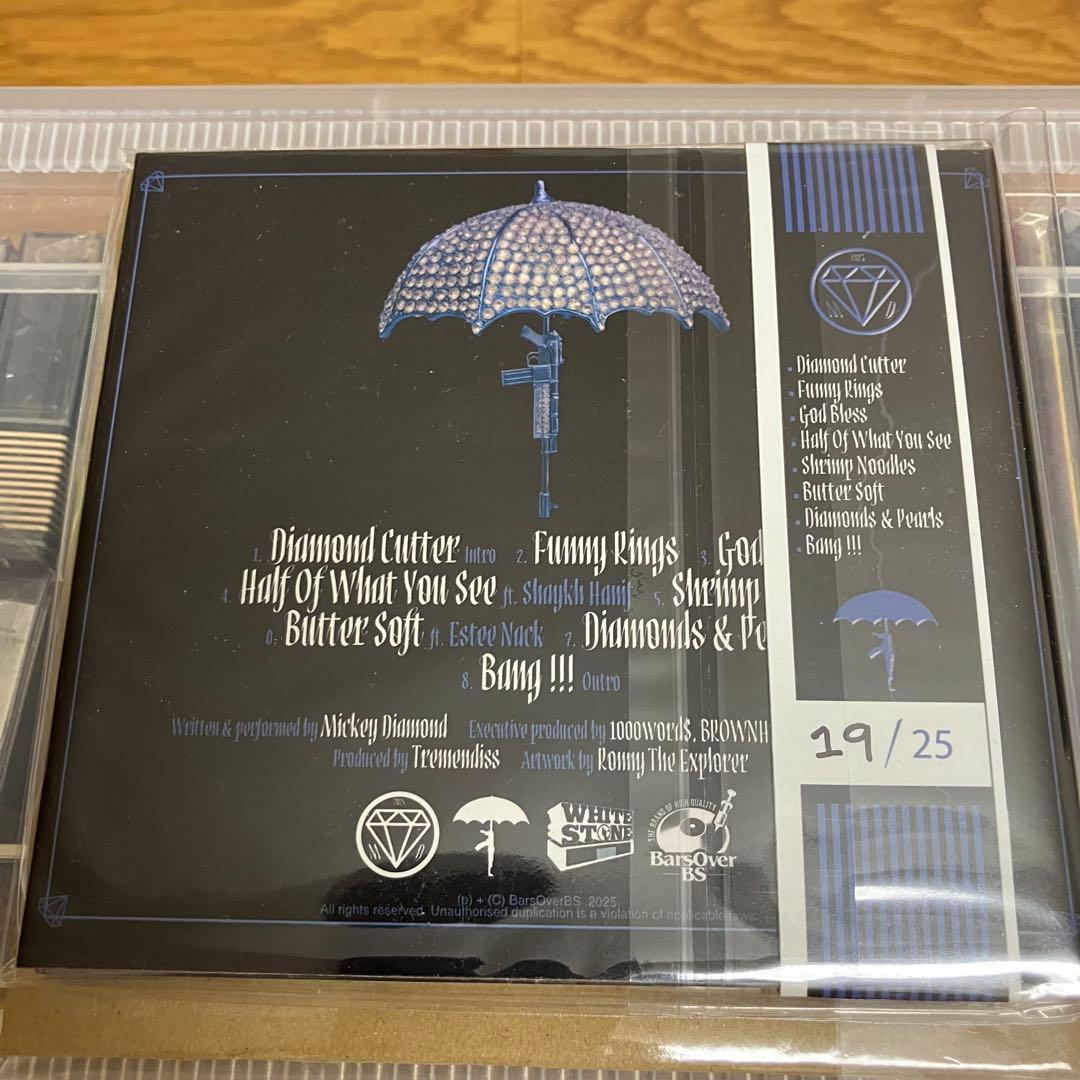 1. Diamond Cutter Intro 2. Funny Rings 3. God
4. Half Of What You See ft. Shaykh Hanif 5. Shrimp
6. Butter Soft ft. Estee Nack 7. Diamonds & Pe
8. Bang !!! Outro
Written & performed by Mickey Diamond Executive produced by 1000word$, BROWNH
Produced by Tremendiss Artwork by Ronny The Explorer
2025
M D
WHITE
STONE
THE BRAND OF HIGH QUALITY
BarsOver
BS
(p) + (C) BarsOverBS 2025
All rights reserved. Unauthorised duplication is a violation of applicable laws.
2025
M D
Diamond Cutter
Funny Rings
God Bless
Half Of What You See
Shrimp Noodles
Butter Soft
Diamonds & Pearls
Bang !!!
19/25